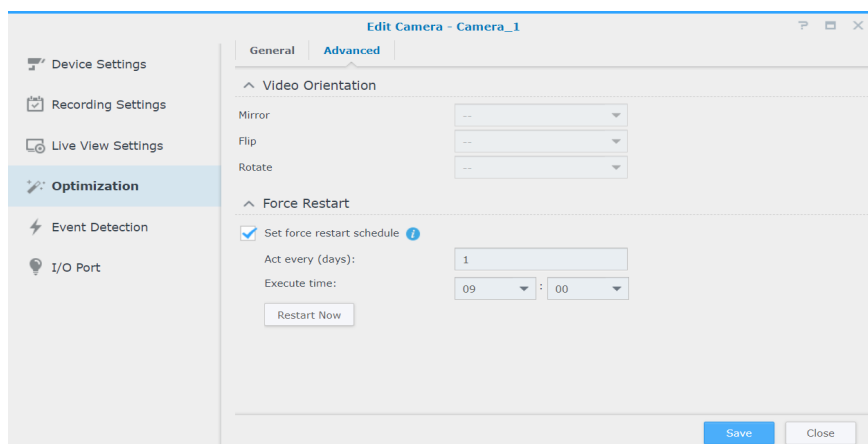 Edit Camera - Camera_1
Device Settings
Recording Settings
Live View Settings
Optimization
Event Detection
I/O Port
General Advanced
Video Orientation
Mirror --
Flip --
Rotate --
Force Restart
Set force restart schedule
Act every (days): 1
Execute time: 09 : 00
Restart Now
Save Close